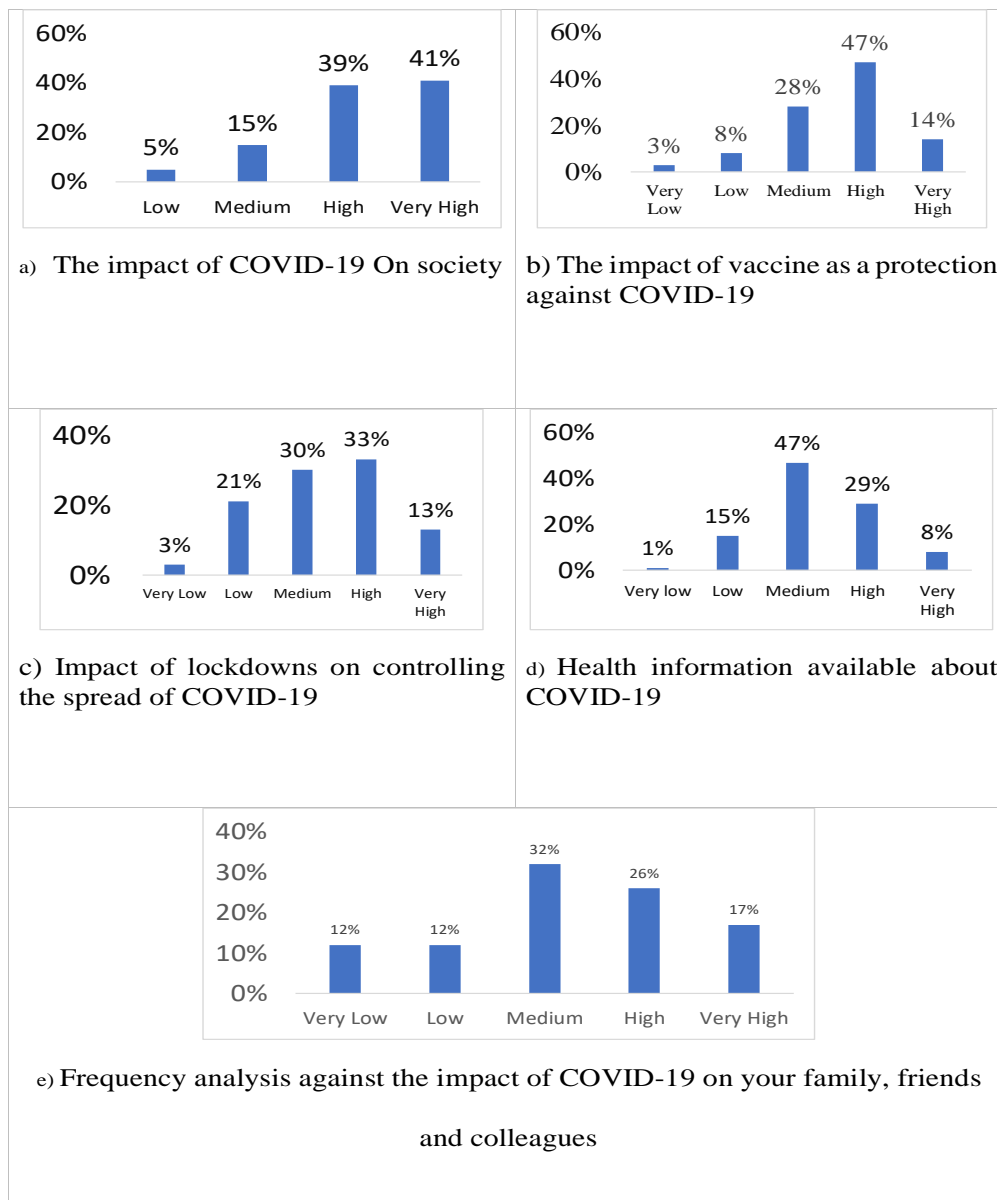 60%
40%
20%
0%
5%
15%
39%
41%
Low
Medium
High
Very High
a) The impact of COVID-19 On society
60%
40%
20%
0%
3%
8%
28%
47%
14%
Very
Low
Low
Medium
High
Very
High
b) The impact of vaccine as a protection
against COVID-19
40%
20%
0%
3%
21%
30%
33%
13%
Very Low
Low
Medium
High
Very
High
c) Impact of lockdowns on controlling
the spread of COVID-19
60%
40%
20%
0%
1%
15%
47%
29%
8%
Very low
Low
Medium
High
Very
High
d) Health information available about
COVID-19
40%
30%
20%
10%
0%
12%
12%
32%
26%
17%
Very Low
Low
Medium
High
Very High
e) Frequency analysis against the impact of COVID-19 on your family, friends
and colleagues